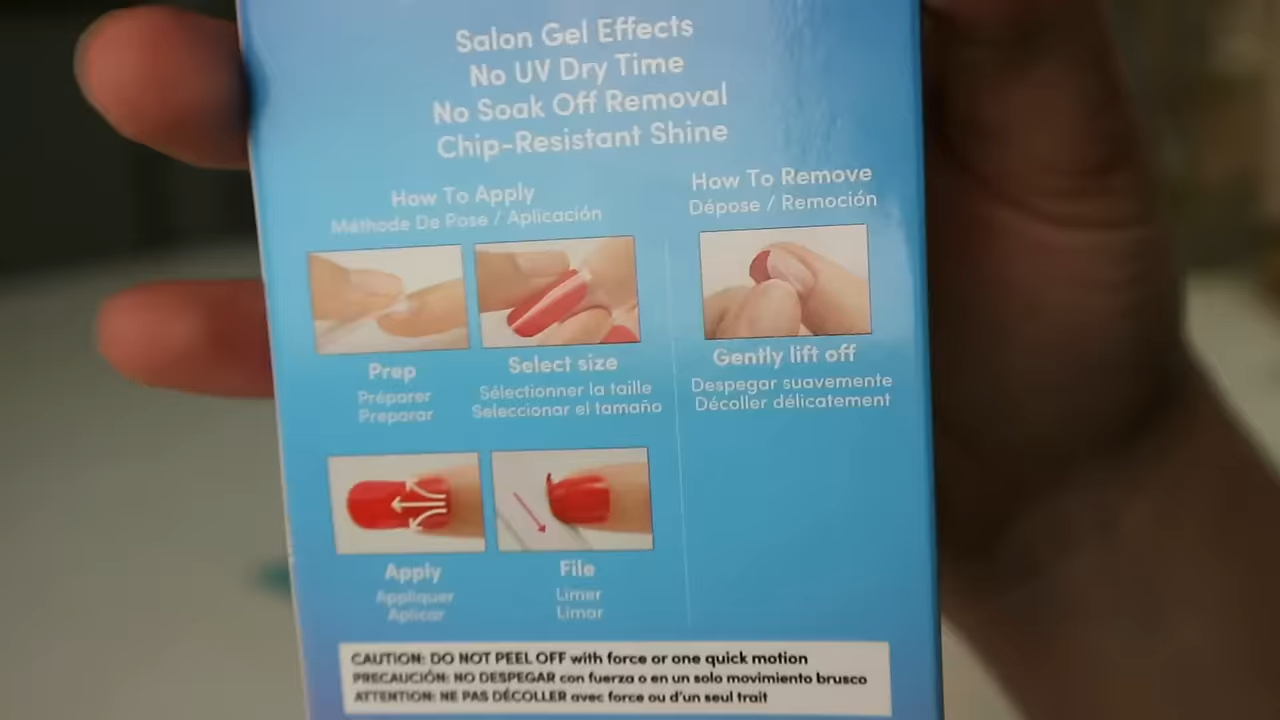 Salon Gel Effects
No UV Dry Time
No Soak Off Removal
Chip-Resistant Shine
How To Apply
Méthode De Pose / Aplicación
Prep
Préparer
Preparar
Select size
Sélectionner la taille
Seleccionar el tamaño
Apply
Appliquer
Aplicar
File
Limer
Limar
How To Remove
Dépose / Remoción
Gently lift off
Despegar suavemente
Décoller délicatement
CAUTION: DO NOT PEEL OFF with force or one quick motion
PRECAUCIÓN: NO DESPEGAR con fuerza o en un solo movimiento brusco
ATTENTION: NE PAS DÉCOLLER avec force ou d'un seul trait